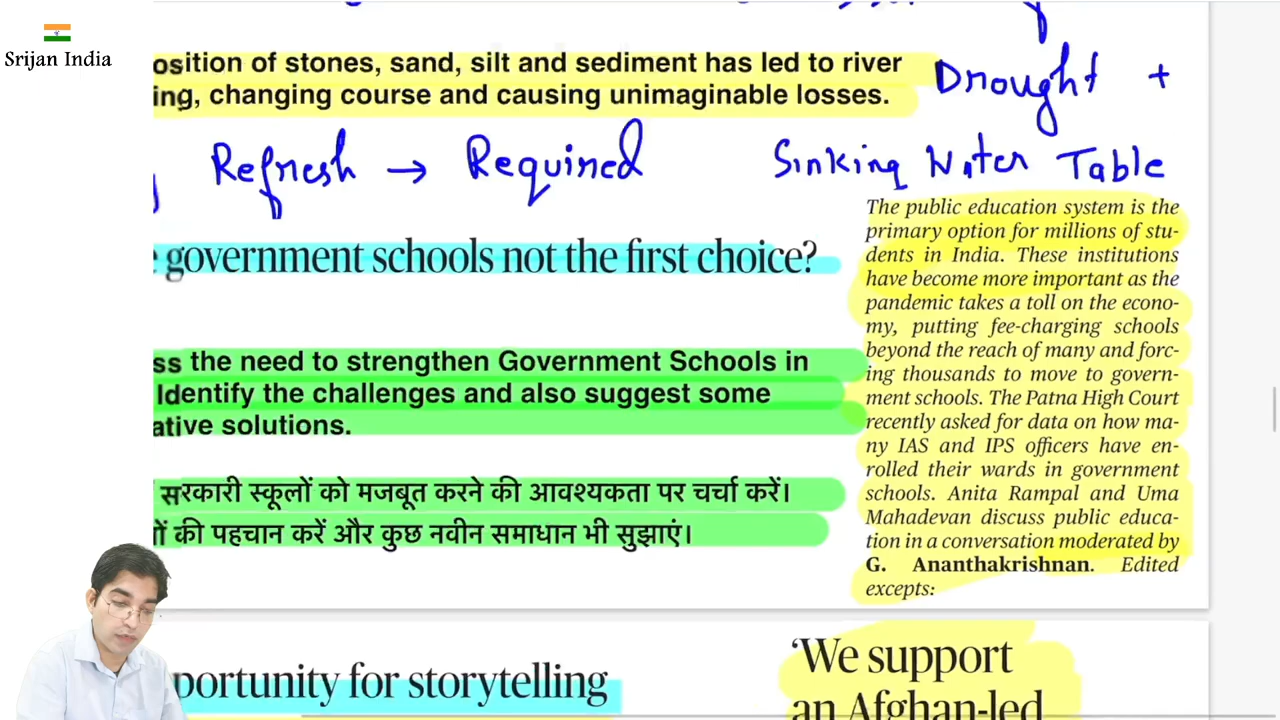 Srijan India
osition of stones, sand, silt and sediment has led to river
ing, changing course and causing unimaginable losses.
Drought +
Refresh → Required
Sinking Water Table
government schools not the first choice?
The public education system is the
primary option for millions of stu-
dents in India. These institutions
have become more important as the
pandemic takes a toll on the econo-
my, putting fee-charging schools
beyond the reach of many and forc-
ing thousands to move to govern-
ment schools. The Patna High Court
recently asked for data on how ma-
ny IAS and IPS officers have en-
rolled their wards in government
schools. Anita Rampal and Uma
Mahadevan discuss public educa-
tion in a conversation moderated by
G. Ananthakrishnan. Edited
excepts:
ss the need to strengthen Government Schools in
Identify the challenges and also suggest some
ative solutions.
सरकारी स्कूलों को मजबूत करने की आवश्यकता पर चर्चा करें।
की पहचान करें और कुछ नवीन समाधान भी सुझाएं।
portunity for storytelling
‘We support
an Afghan-led